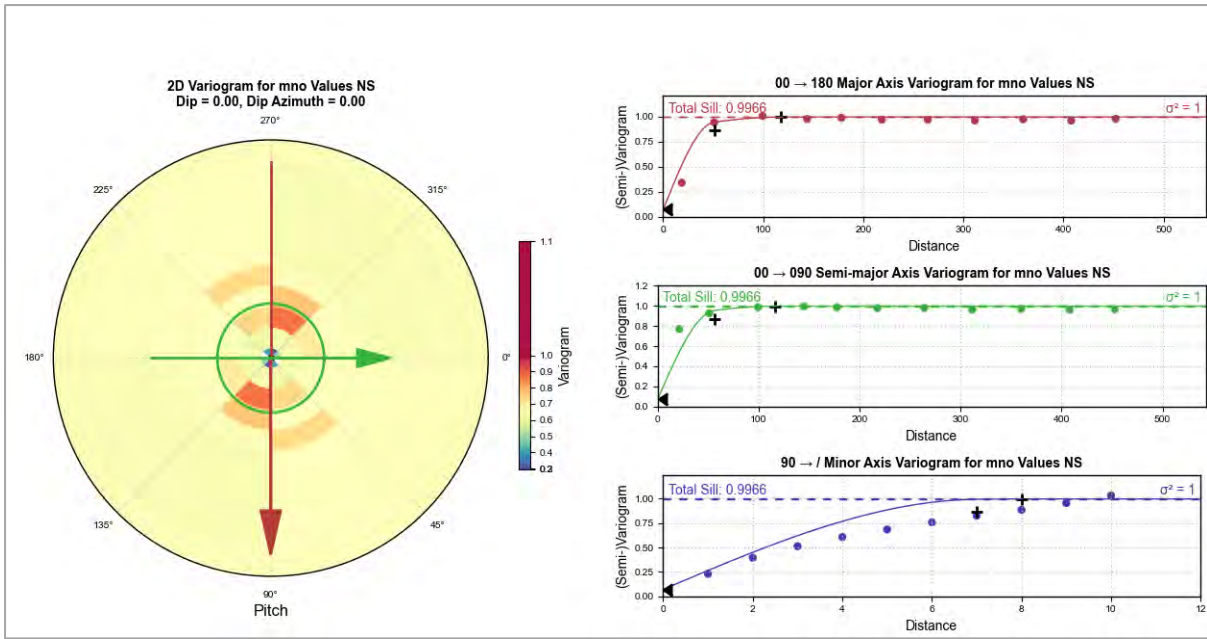 2D Variogram for mno Values NS
Dip = 0.00, Dip Azimuth = 0.00
270°
225°
315°
180°
0°
135°
45°
90°
Pitch
1.1
1.0
0.9
0.8
0.7
0.6
0.5
0.4
0.3
Variogram
00 → 180 Major Axis Variogram for mno Values NS
Total Sill: 0.9966
σ² = 1
(Semi-)Variogram
1.00
0.75
0.50
0.25
0.00
0
100
200
300
400
500
Distance
00 → 090 Semi-major Axis Variogram for mno Values NS
Total Sill: 0.9966
σ² = 1
(Semi-)Variogram
1.2
1.0
0.8
0.6
0.4
0.2
0.0
0
100
200
300
400
500
Distance
90 → / Minor Axis Variogram for mno Values NS
Total Sill: 0.9966
σ² = 1
(Semi-)Variogram
1.00
0.75
0.50
0.25
0.00
0
2
4
6
8
10
12
Distance